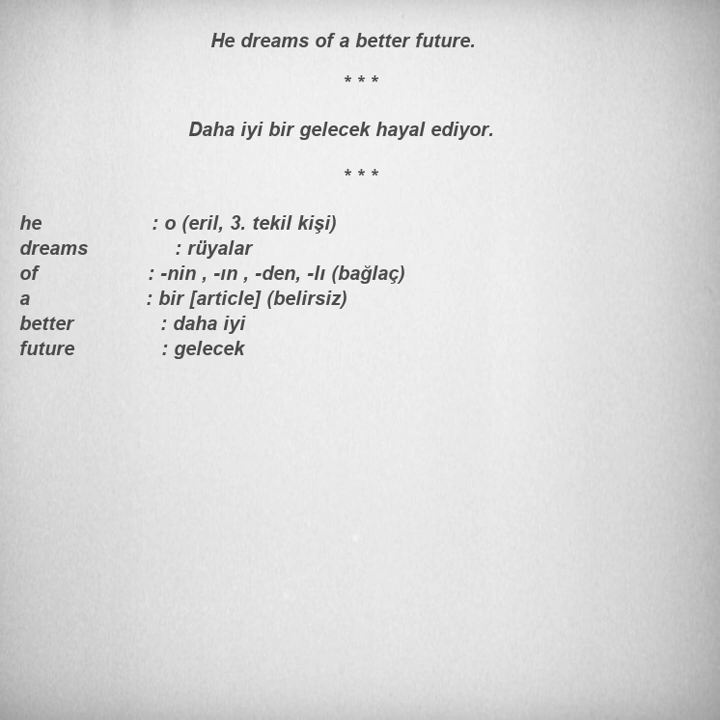 He dreams of a better future.
* * *
Daha iyi bir gelecek hayal ediyor.
* * *
he : o (eril, 3. tekil kişi)
dreams : rüyalar
of : -nin , -ın , -den, -lı (bağlaç)
a : bir [article] (belirsiz)
better : daha iyi
future : gelecek